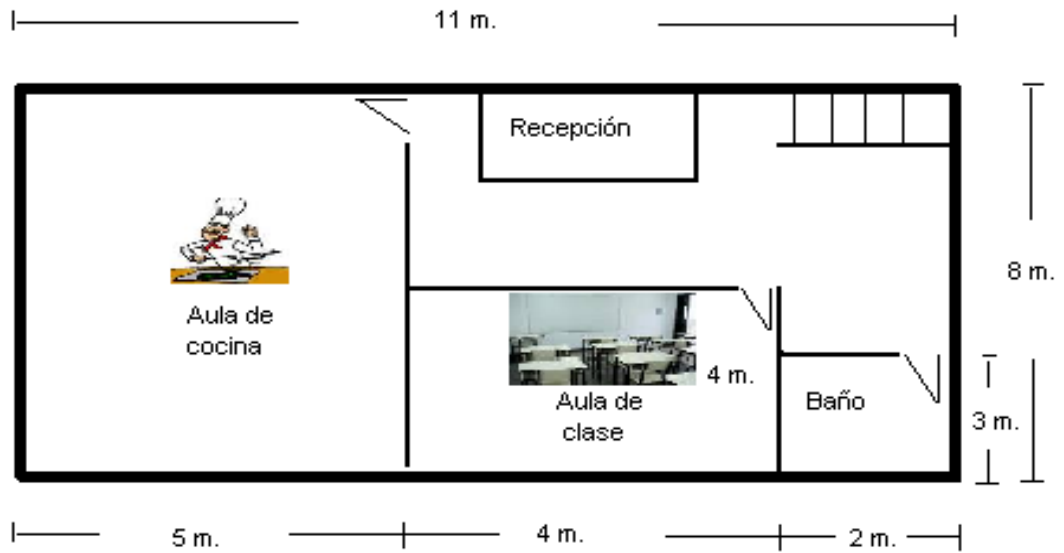 11 m.
Recepción
8 m.
Aula de
cocina
4 m.
Aula de
clase
Baño
3 m.
5 m.
4 m.
2 m.